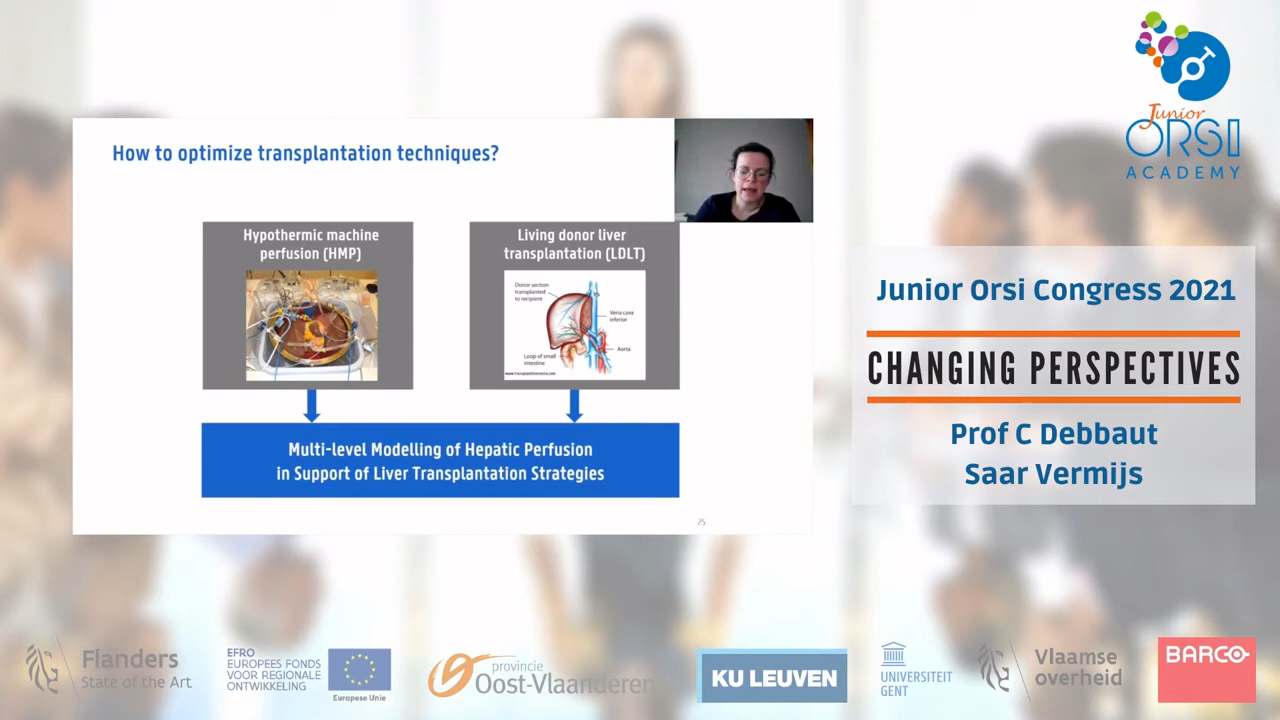 How to optimize transplantation techniques?
Hypothermic machine
perfusion (HMP)
Living donor liver
transplantation (LDLT)
Donor section
transplanted
to recipient
Vena cava
inferior
Aorta
Loop of small
intestine
www.transplantlivemedia.com
Multi-level Modelling of Hepatic Perfusion
in Support of Liver Transplantation Strategies
25
Junior
ORSI
ACADEMY
Junior Orsi Congress 2021
CHANGING PERSPECTIVES
Prof C Debbaut
Saar Vermijs
Flanders
State of the Art
EFRO
EUROPEES FONDS
VOOR REGIONALE
ONTWIKKELING
Europese Unie
provincie
Oost-Vlaanderen
KU LEUVEN
UNIVERSITEIT
GENT
Vlaamse
overheid
BARCO